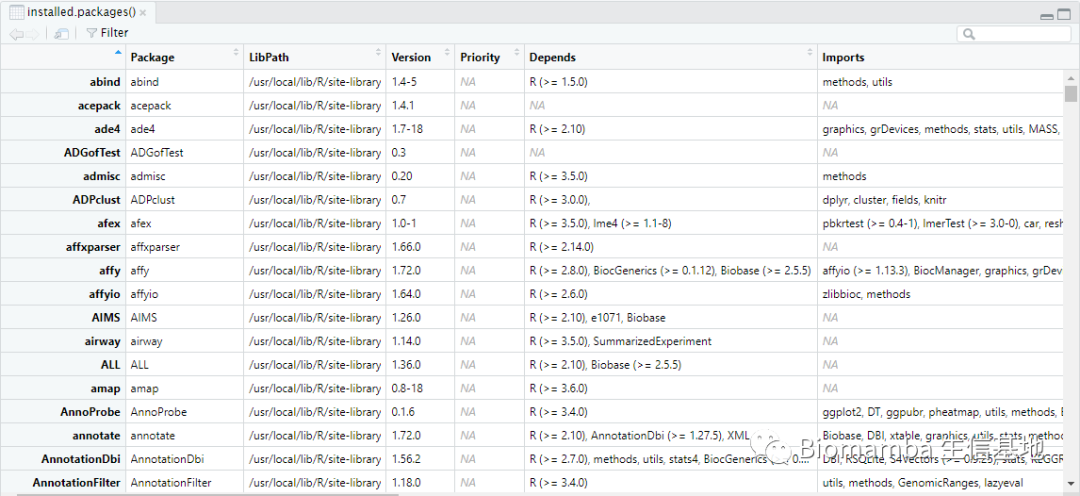 installed.packages()
Filter
Package LibPath Version Priority Depends Imports
abind abind /usr/local/lib/R/site-library 1.4-5 NA R (>= 1.5.0) methods, utils
acepack acepack /usr/local/lib/R/site-library 1.4.1 NA NA NA
ade4 ade4 /usr/local/lib/R/site-library 1.7-18 NA R (>= 2.10) graphics, grDevices, methods, stats, utils, MASS,
ADGofTest ADGofTest /usr/local/lib/R/site-library 0.3 NA NA NA
admisc admisc /usr/local/lib/R/site-library 0.20 NA R (>= 3.5.0) methods
ADPclust ADPclust /usr/local/lib/R/site-library 0.7 NA R (>= 3.0.0), dplyr, cluster, fields, knitr
afex afex /usr/local/lib/R/site-library 1.0-1 NA R (>= 3.5.0), lme4 (>= 1.1-8) pbkrtest (>= 0.4-1), lmerTest (>= 3.0-0), car, resh
affxparser affxparser /usr/local/lib/R/site-library 1.66.0 NA R (>= 2.14.0) NA
affy affy /usr/local/lib/R/site-library 1.72.0 NA R (>= 2.8.0), BiocGenerics (>= 0.1.12), Biobase (>= 2.5.5) affyio (>= 1.13.3), BiocManager, graphics, grDev
affyio affyio /usr/local/lib/R/site-library 1.64.0 NA R (>= 2.6.0) zlibbioc, methods
AIMS AIMS /usr/local/lib/R/site-library 1.26.0 NA R (>= 2.10), e1071, Biobase NA
airway airway /usr/local/lib/R/site-library 1.14.0 NA R (>= 3.5.0), SummarizedExperiment NA
ALL ALL /usr/local/lib/R/site-library 1.36.0 NA R (>= 2.10), Biobase (>= 2.5.5) NA
amap amap /usr/local/lib/R/site-library 0.8-18 NA R (>= 3.6.0) NA
AnnoProbe AnnoProbe /usr/local/lib/R/site-library 0.1.6 NA R (>= 3.4.0) ggplot2, DT, ggpubr, pheatmap, utils, methods,
annotate annotate /usr/local/lib/R/site-library 1.72.0 NA R (>= 2.10), AnnotationDbi (>= 1.27.5), XML Biobase, DBI, xtable, graphics, utils, stats, metho
Biomamba 生信基地
AnnotationDbi AnnotationDbi /usr/local/lib/R/site-library 1.56.2 NA R (>= 2.7.0), methods, utils, stats4, BiocGenerics DBI, RSQLite, S4Vectors stats, KEGGR
AnnotationFilter AnnotationFilter /usr/local/lib/R/site-library 1.18.0 NA R (>= 3.4.0) utils, methods, GenomicRanges, lazyeval